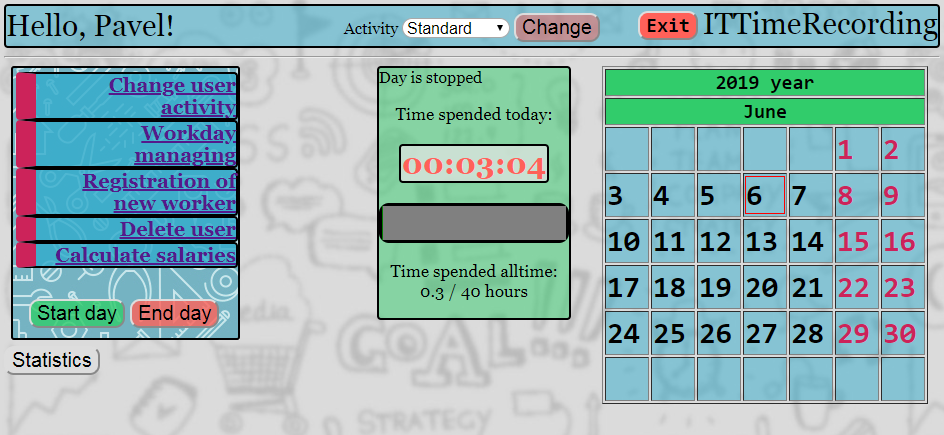 Hello, Pavel!
Activity Standard Change
Exit ITTimeRecording
Change user
activity
Workday
managing
Registration of
new worker
Delete user
Calculate salaries
Start day End day
Statistics
Day is stopped
Time spended today:
00:03:04
Time spended alltime:
0.3 / 40 hours
2019 year
June
1 2
3 4 5 6 7 8 9
10 11 12 13 14 15 16
17 18 19 20 21 22 23
24 25 26 27 28 29 30
GOAL...
STRATEGY